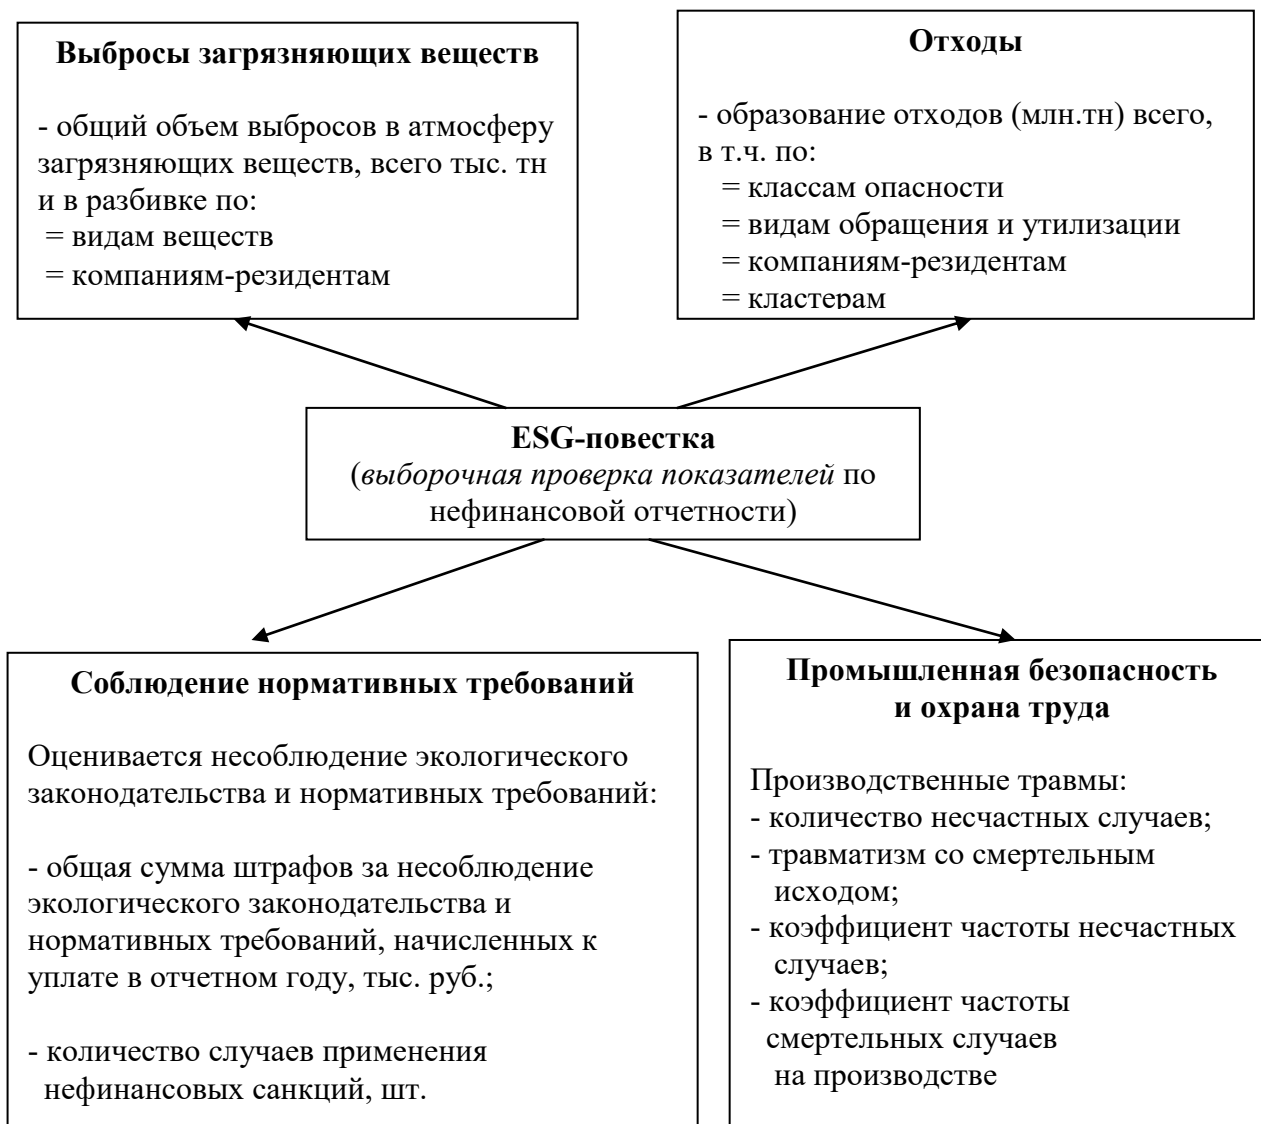 Выбросы загрязняющих веществ
- общий объем выбросов в атмосферу
загрязняющих веществ, всего тыс. тн
и в разбивке по:
= видам веществ
= компаниям-резидентам
Отходы
- образование отходов (млн.тн) всего,
в т.ч. по:
= классам опасности
= видам обращения и утилизации
= компаниям-резидентам
= кластерам
ESG-повестка
(выборочная проверка показателей по
нефинансовой отчетности)
Соблюдение нормативных требований
Оценивается несоблюдение экологического
законодательства и нормативных требований:
- общая сумма штрафов за несоблюдение
экологического законодательства и
нормативных требований, начисленных к
уплате в отчетном году, тыс. руб.;
- количество случаев применения
нефинансовых санкций, шт.
Промышленная безопасность
и охрана труда
Производственные травмы:
- количество несчастных случаев;
- травматизм со смертельным
исходом;
- коэффициент частоты несчастных
случаев;
- коэффициент частоты
смертельных случаев
на производстве